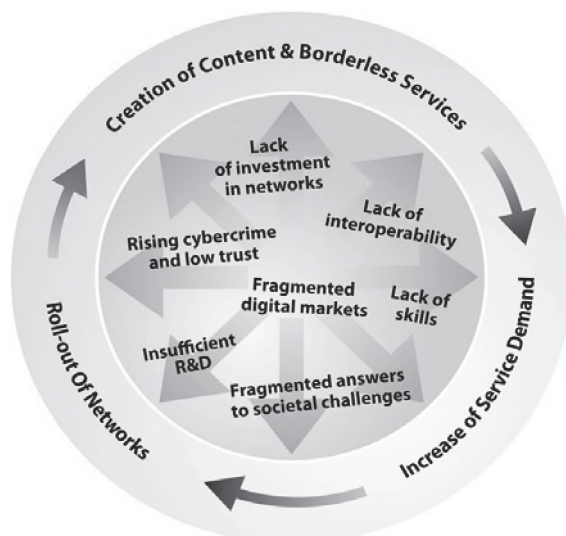 Creation of Content & Borderless Services
Lack
of investment
in networks
Lack of
interoperability
Rising cybercrime
and low trust
Fragmented
digital markets
Lack of
skills
Insufficient
R&D
Fragmented answers
to societal challenges
Roll-out Of Networks
Increase of Service Demand